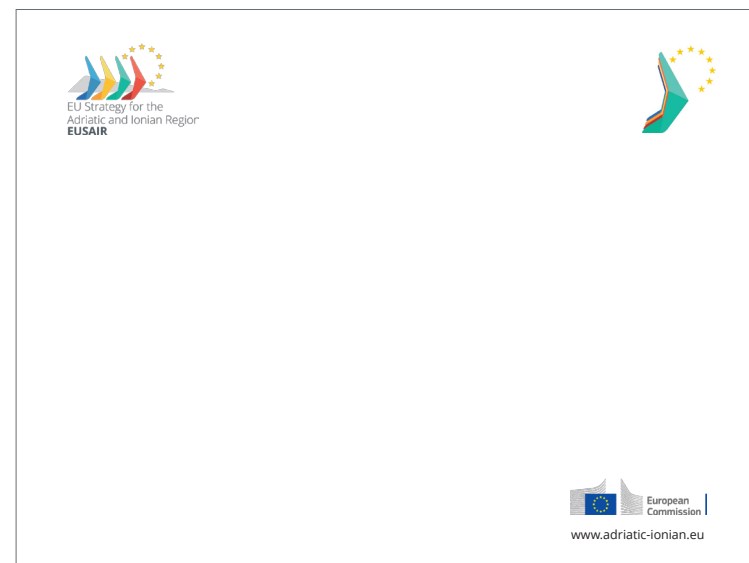 EU Strategy for the
Adriatic and Ionian Region
EUSAIR
European
Commission
www.adriatic-ionian.eu